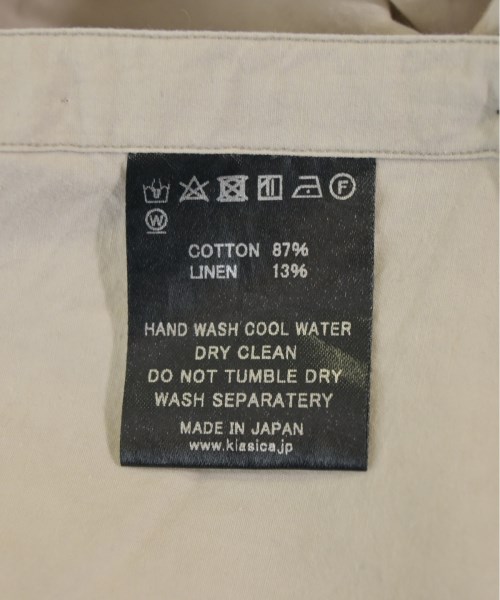 F
W
COTTON 87%
LINEN 13%
HAND WASH COOL WATER
DRY CLEAN
DO NOT TUMBLE DRY
WASH SEPARATERY
MADE IN JAPAN
www.klasica.jp